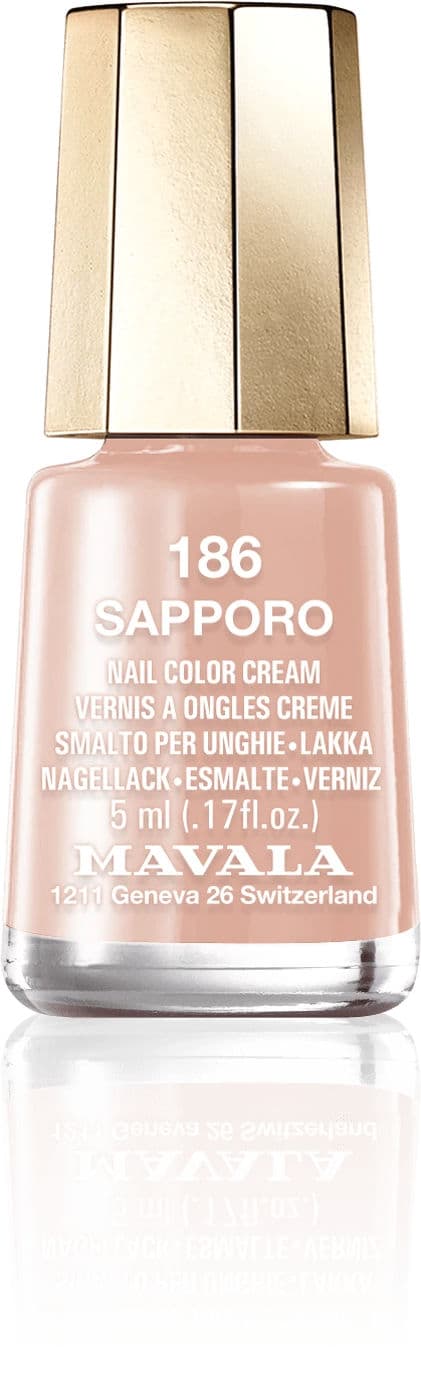 186
SAPPORO
NAIL COLOR CREAM
VERNIS A ONGLES CREME
SMALTO PER UNGHIE•LAKKA
NAGELLACK•ESMALTE•VERNIZ
5 ml (.17fl.oz.)
MAVALA
1211 Geneva 26 Switzerland